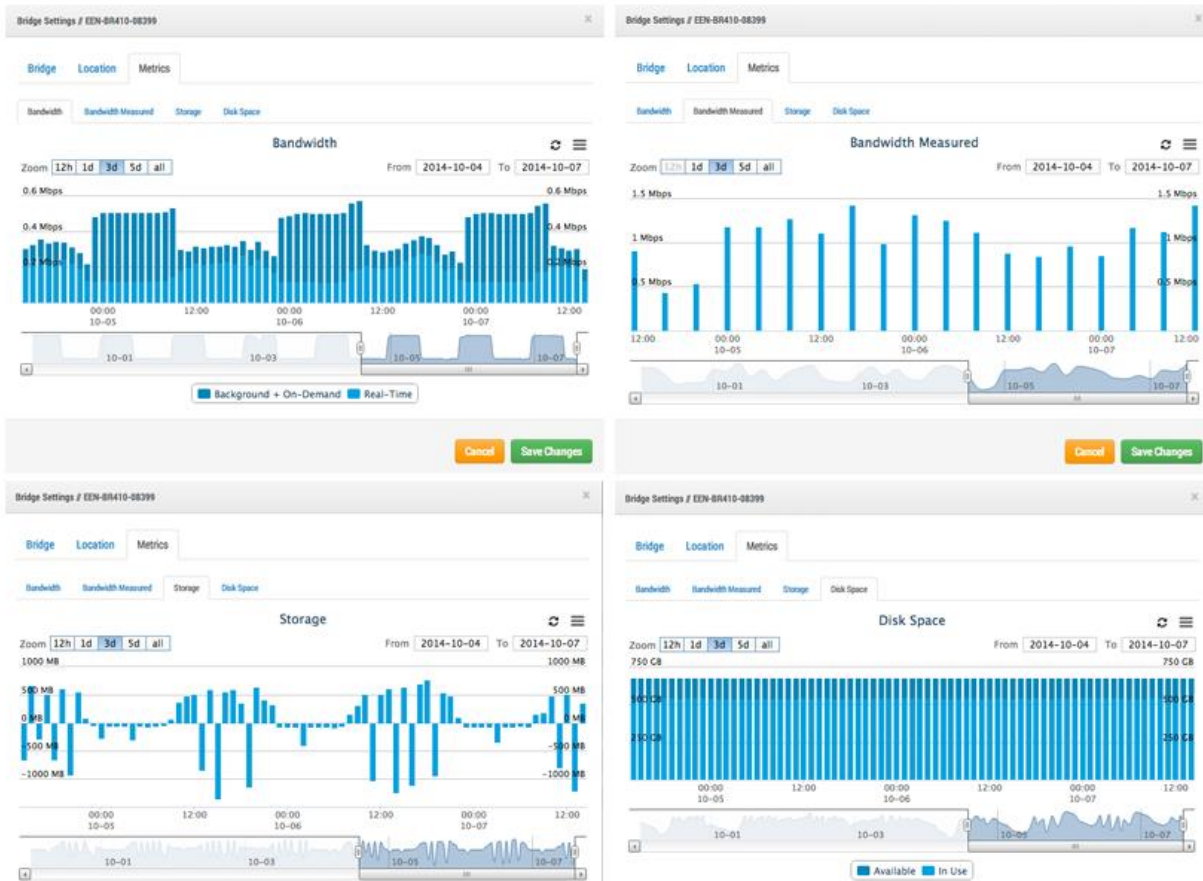 Bridge Settings // EEN-BR410-08399 ×
Bridge Location Metrics
Bandwidth Bandwidth Measured Storage Disk Space
Bandwidth
Zoom 12h 1d 3d 5d all From 2014-10-04 To 2014-10-07
0.6 Mbps 0.6 Mbps
0.4 Mbps 0.4 Mbps
0.2 Mbps 0.2 Mbps
00:00 12:00 00:00 12:00 00:00 12:00
10-05 10-06 10-07
10-01 10-03 10-05 10-07
Background + On-Demand Real-Time
Cancel Save Changes
Bridge Settings // EEN-BR410-08399 ×
Bridge Location Metrics
Bandwidth Bandwidth Measured Storage Disk Space
Bandwidth Measured
Zoom 12h 1d 3d 5d all From 2014-10-04 To 2014-10-07
1.5 Mbps 1.5 Mbps
1 Mbps 1 Mbps
0.5 Mbps 0.5 Mbps
12:00 00:00 12:00 00:00 12:00 00:00 12:00
10-05 10-06 10-07
10-01 10-03 10-05 10-07
Cancel Save Changes
Bridge Settings // EEN-BR410-08399 ×
Bridge Location Metrics
Bandwidth Bandwidth Measured Storage Disk Space
Storage
Zoom 12h 1d 3d 5d all From 2014-10-04 To 2014-10-07
1000 MB 1000 MB
500 MB 500 MB
0 MB 0 MB
-500 MB -500 MB
-1000 MB -1000 MB
00:00 12:00 00:00 12:00 00:00 12:00
10-05 10-06 10-07
10-01 10-03 10-05 10-07
Bridge Settings // EEN-BR410-08399 ×
Bridge Location Metrics
Bandwidth Bandwidth Measured Storage Disk Space
Disk Space
Zoom 12h 1d 3d 5d all From 2014-10-04 To 2014-10-07
750 GB 750 GB
500 GB 500 GB
250 GB 250 GB
00:00 12:00 00:00 12:00 00:00 12:00
10-05 10-06 10-07
10-01 10-03 10-05 10-07
Available In Use